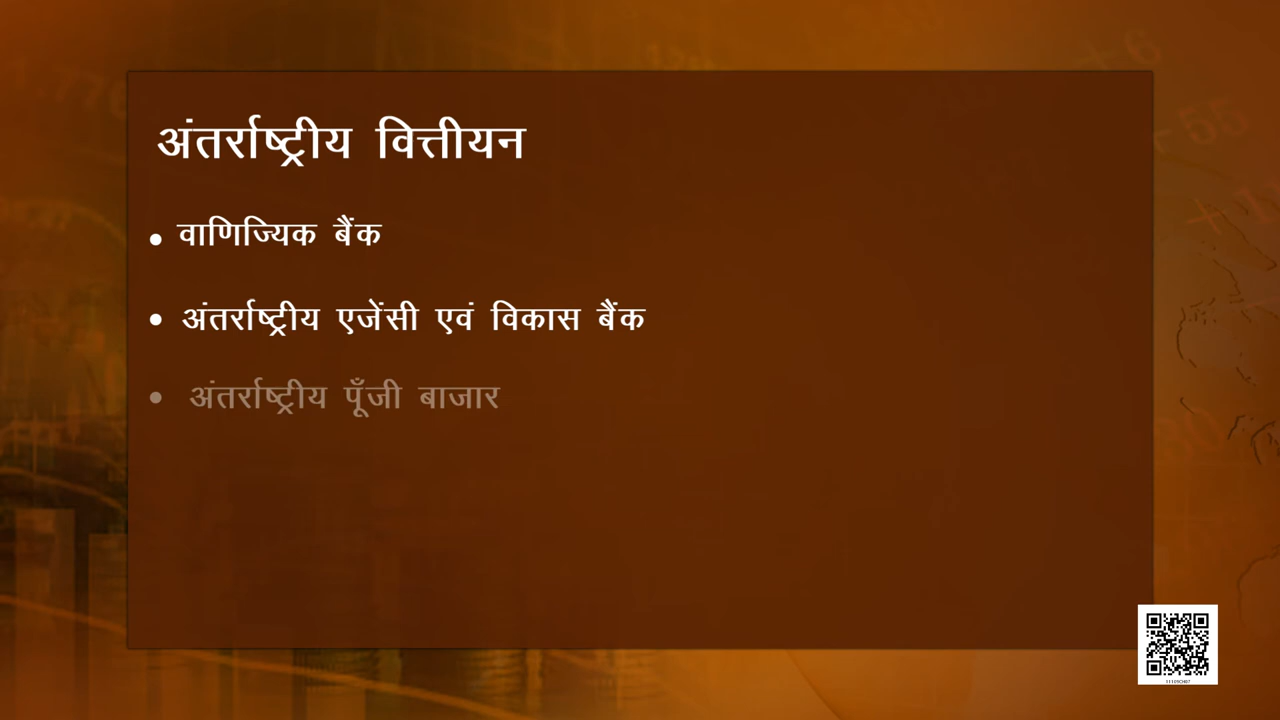 अंतर्राष्ट्रीय वित्तीयन
• वाणिज्यिक बैंक
• अंतर्राष्ट्रीय एजेंसी एवं विकास बैंक
• अंतर्राष्ट्रीय पूँजी बाजार